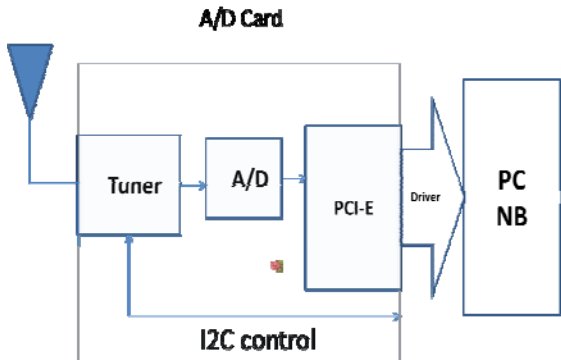 A/D Card
Tuner
A/D
PCI-E
Driver
PC
NB
I2C control